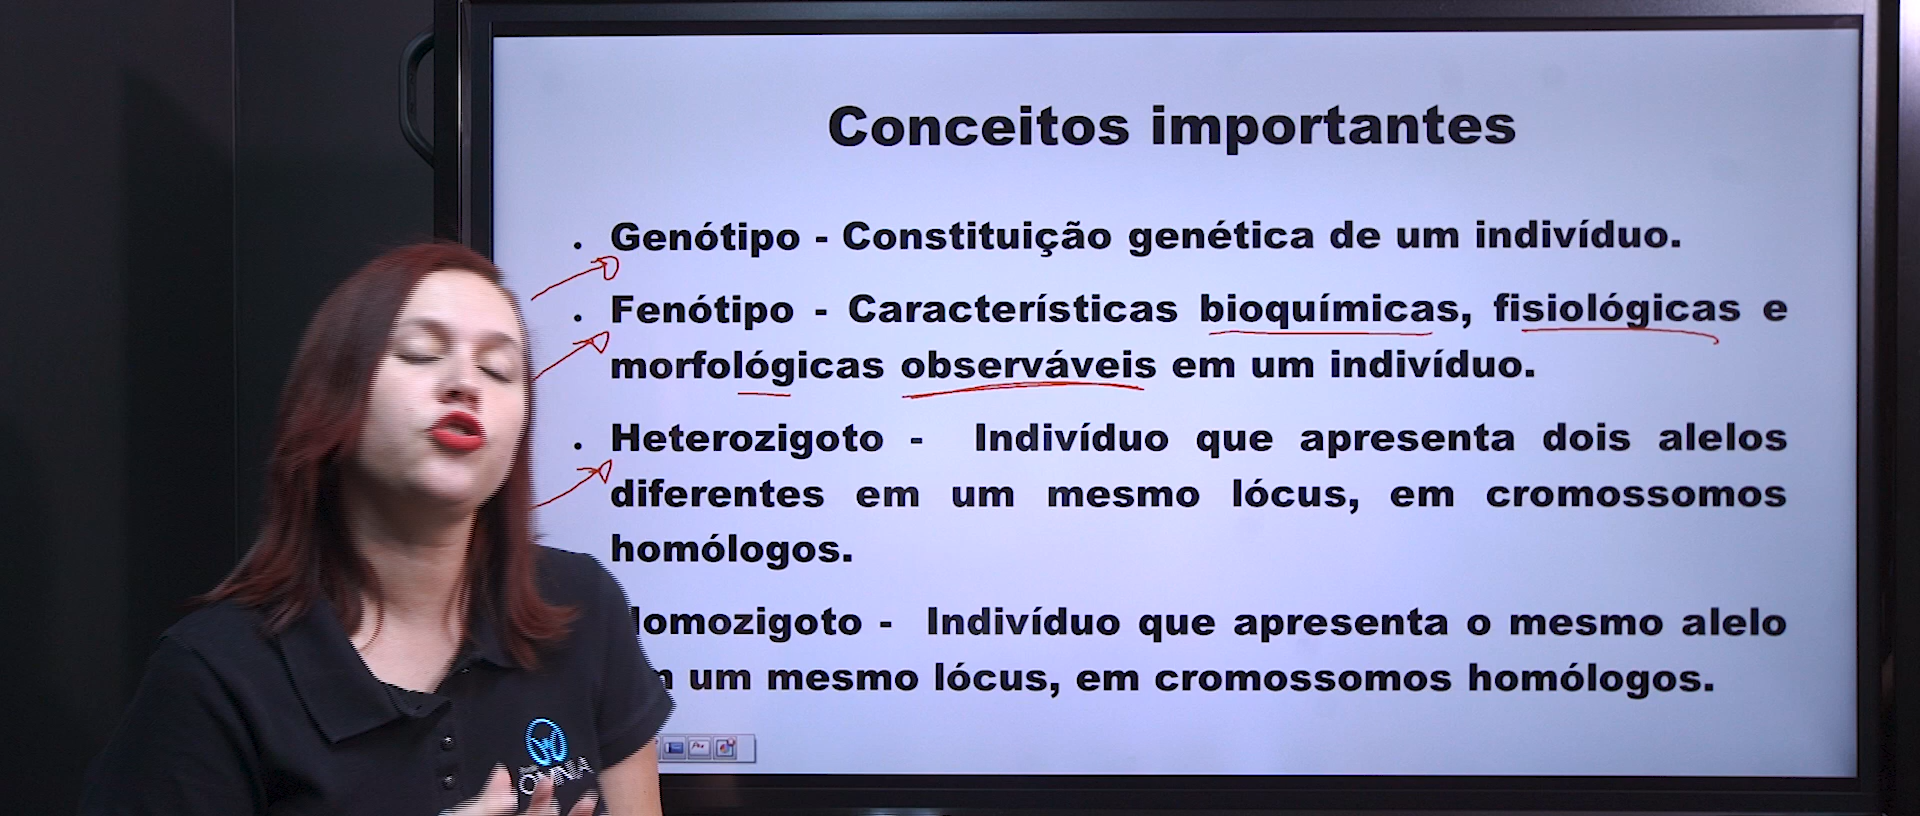 Conceitos importantes
. Genótipo - Constituição genética de um indivíduo.
. Fenótipo - Características bioquímicas, fisiológicas e
morfológicas observáveis em um indivíduo.
. Heterozigoto - Indivíduo que apresenta dois alelos
diferentes em um mesmo lócus, em cromossomos
homólogos.
Homozigoto - Indivíduo que apresenta o mesmo alelo
um mesmo lócus, em cromossomos homólogos.
OMNIA